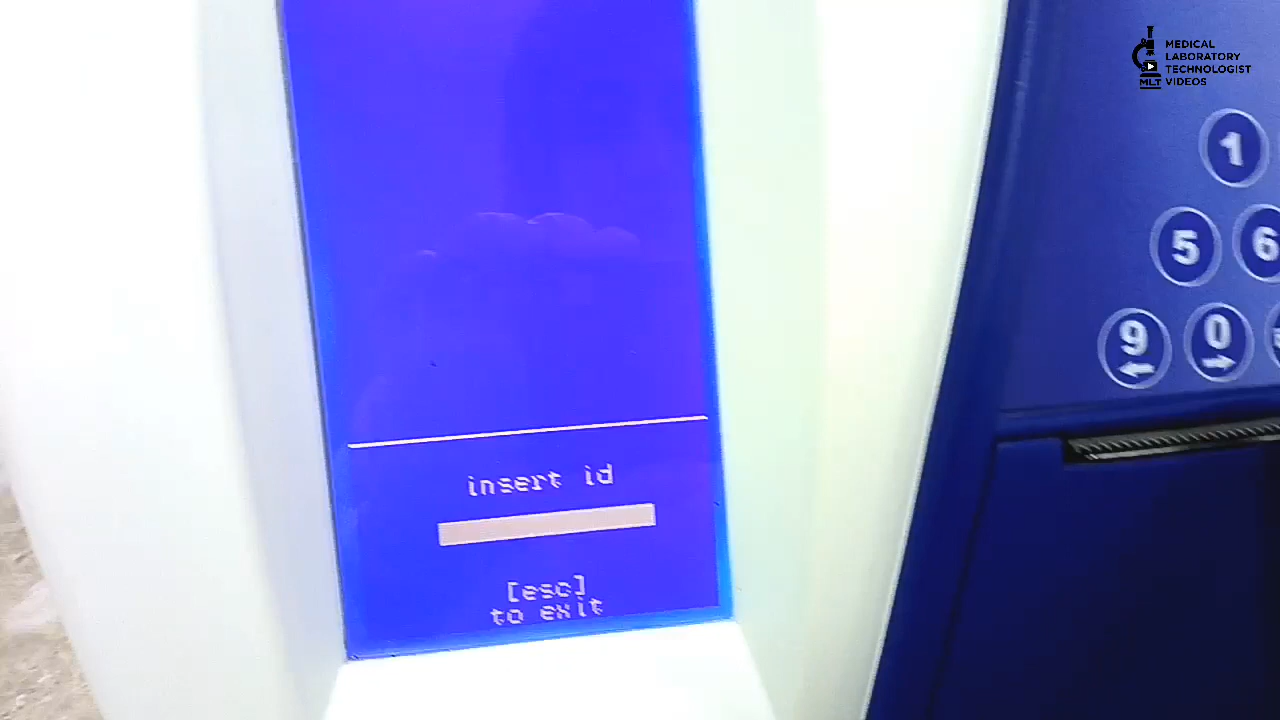 MEDICAL
LABORATORY
TECHNOLOGIST
MLT VIDEOS
1
5 6
9 0
insert id
[esc]
to exit